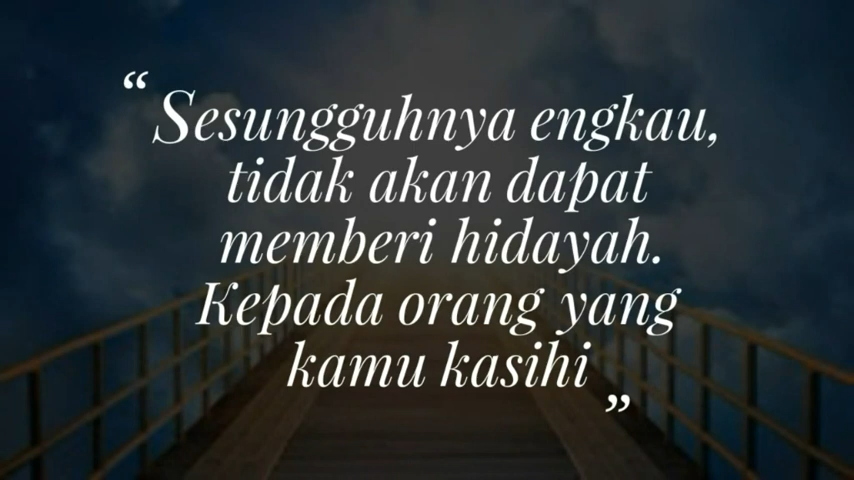 “ Sesungguhnya engkau,
tidak akan dapat
memberi hidayah.
Kepada orang yang
kamu kasihi ”